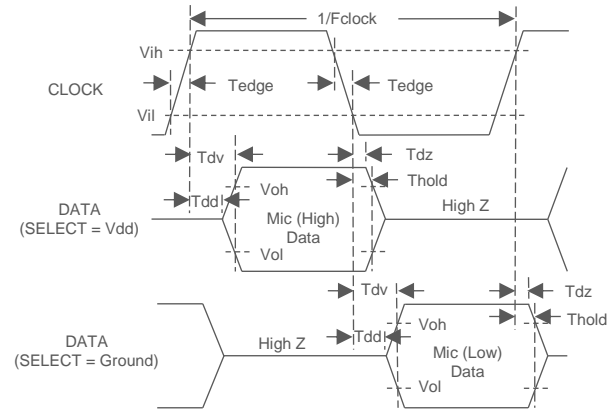 1/Fclock
Vih
CLOCK
Tedge
Tedge
Vil
Tdv
Tdz
Thold
Voh
Tdd
DATA
(SELECT = Vdd)
Mic (High)
Data
High Z
Vol
Tdv
Tdz
Thold
Voh
Tdd
DATA
(SELECT = Ground)
High Z
Mic (Low)
Data
Vol